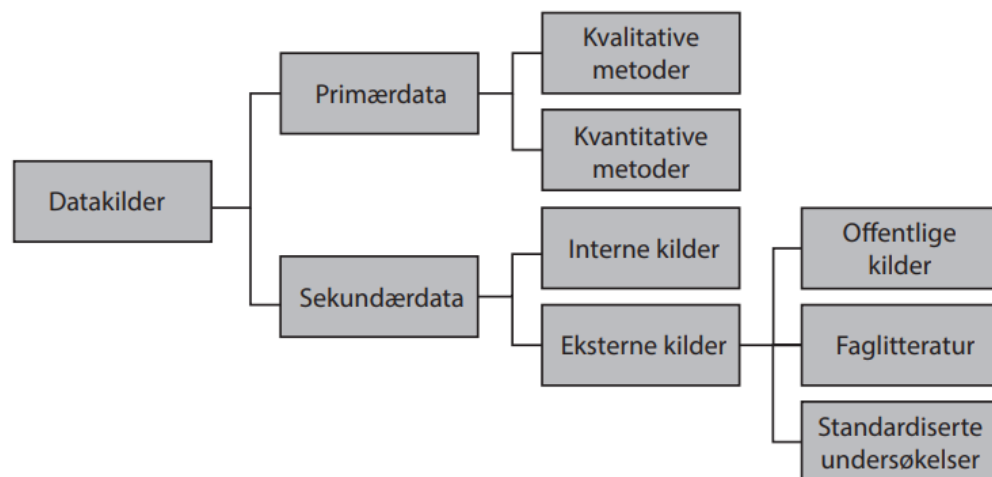 Datakilder
Primærdata
Kvalitative
metoder
Kvantitative
metoder
Sekundærdata
Interne kilder
Eksterne kilder
Offentlige
kilder
Faglitteratur
Standardiserte
undersøkelser